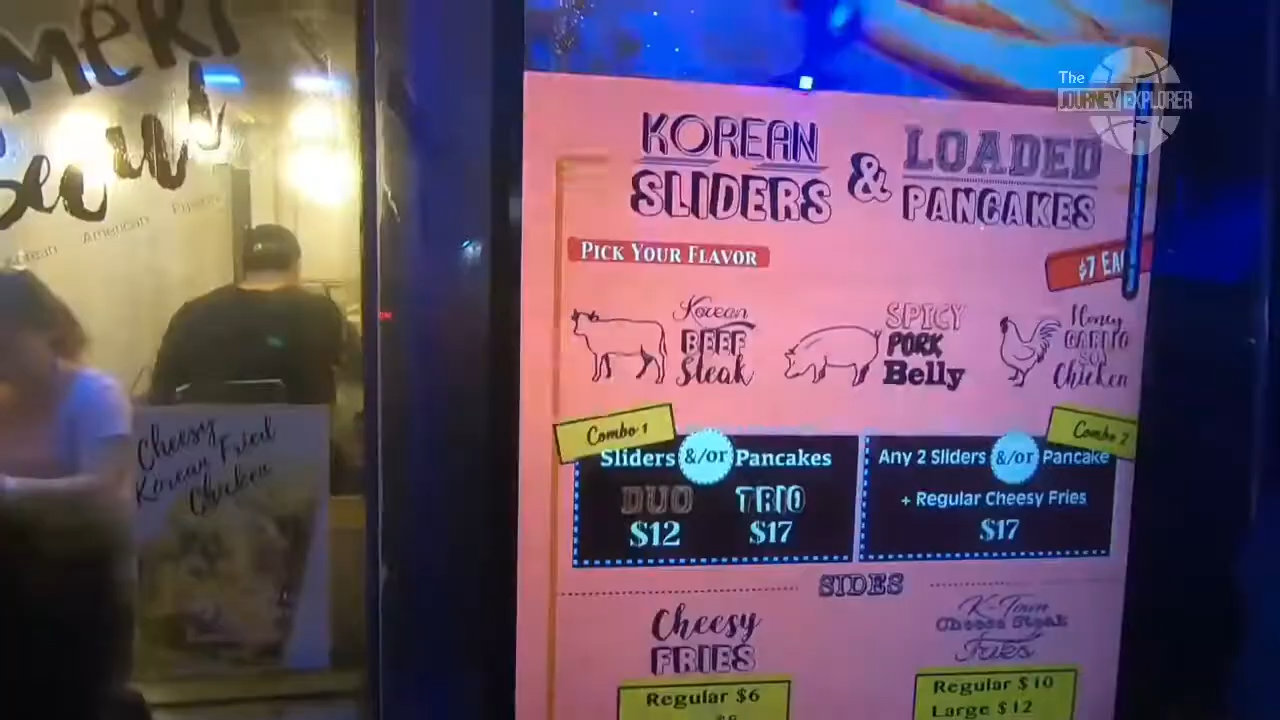 The
JOURNEY EXPLORER
Korean American
Cheesy
Korean Fried
Chicken
KOREAN
SLIDERS
&
LOADED
PANCAKES
PICK YOUR FLAVOR
Korean
BEEF
Steak
SPICY
PORK
Belly
Honey
GARLIC
Chicken
Combo 1
Sliders &/or Pancakes
DUO TRIO
$12 $17
Combo 2
Any 2 Sliders &/or Pancake
+ Regular Cheesy Fries
$17
SIDES
Cheesy
FRIES
Regular $6
K-Town
Cheese Steak
Fries
Regular $10
Large $12